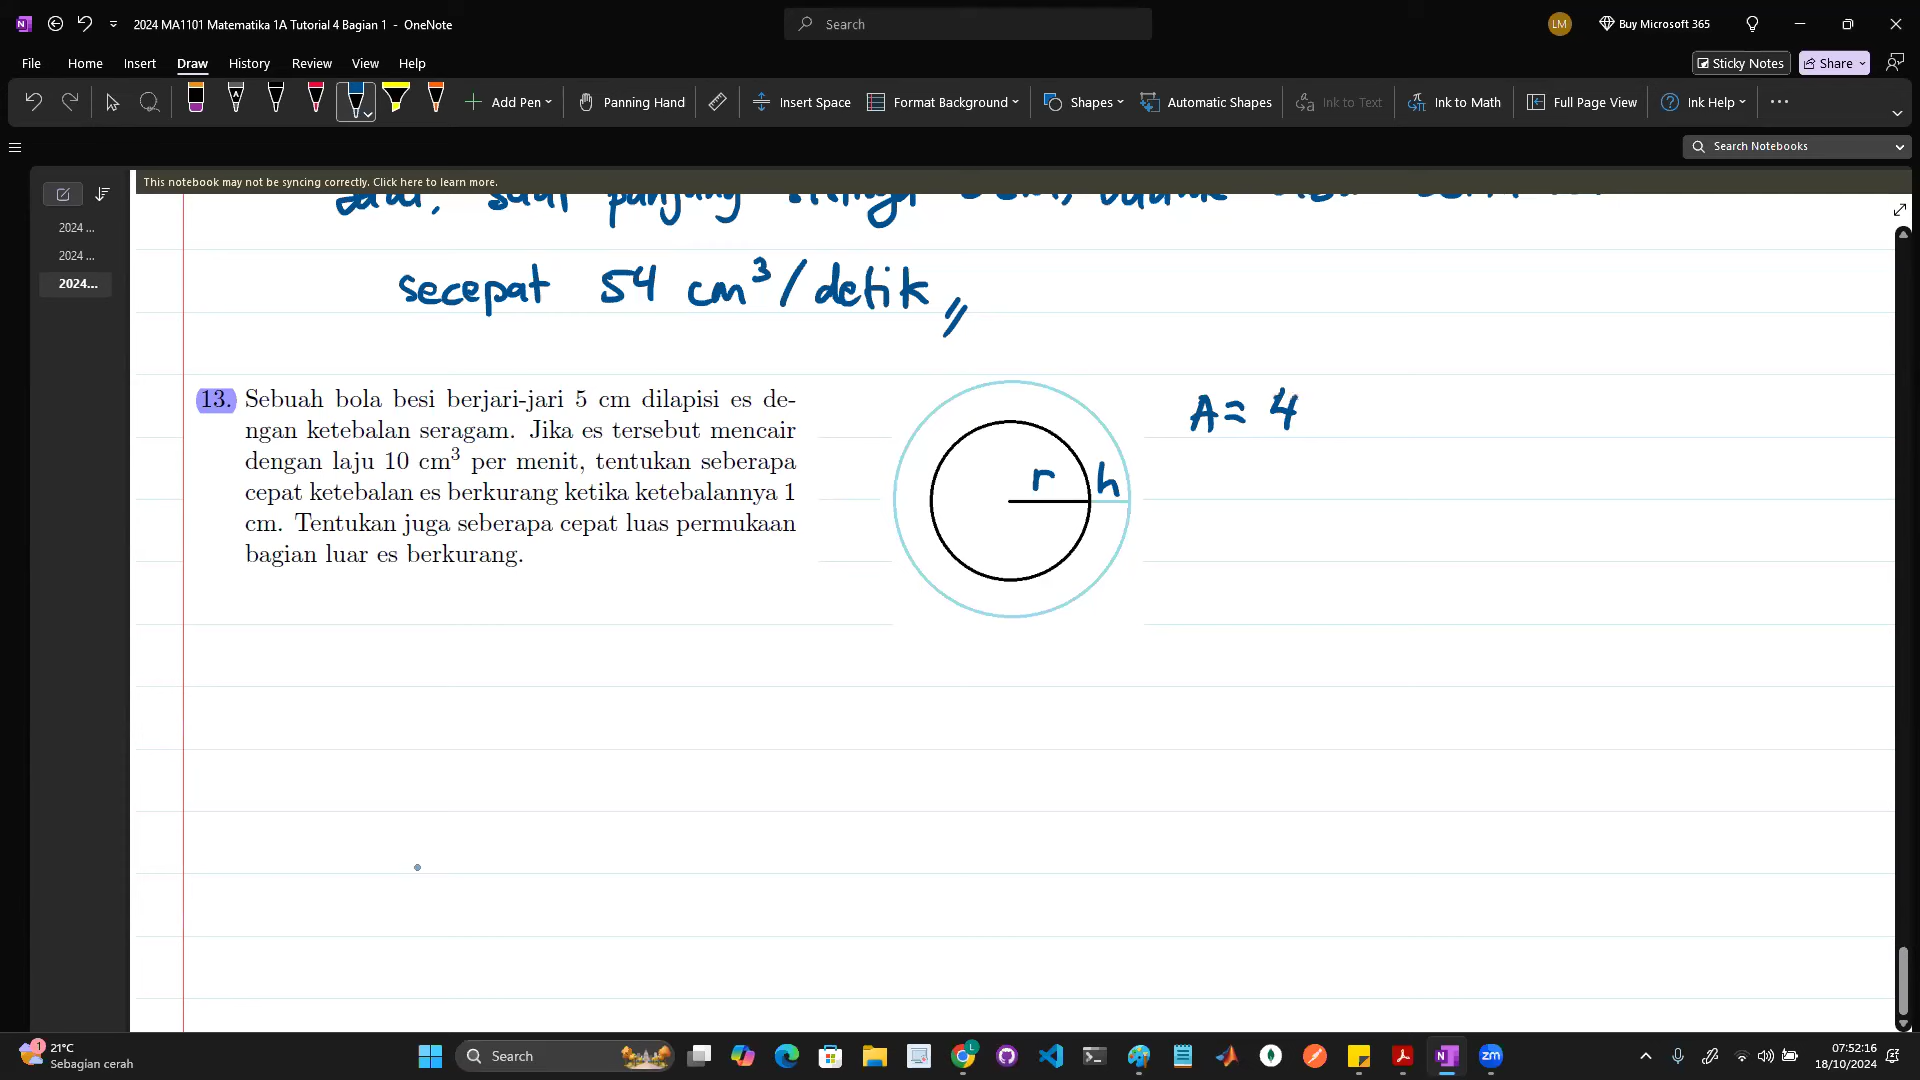 2024 MA1101 Matematika 1A Tutorial 4 Bagian 1 - OneNote
Search
LM
Buy Microsoft 365
File Home Insert Draw History Review View Help
Sticky Notes
Share
Add Pen
Panning Hand
Insert Space
Format Background
Shapes
Automatic Shapes
Ink to Text
Ink to Math
Full Page View
Ink Help
Search Notebooks
This notebook may not be syncing correctly. Click here to learn more.
2024 ...
2024 ...
2024...
secepat 54 cm³/detik
13. Sebuah bola besi berjari-jari 5 cm dilapisi es de-
ngan ketebalan seragam. Jika es tersebut mencair
dengan laju 10 cm³ per menit, tentukan seberapa
cepat ketebalan es berkurang ketika ketebalannya 1
cm. Tentukan juga seberapa cepat luas permukaan
bagian luar es berkurang.
r h
A = 4
1
21°C
Sebagian cerah
Search
07:52:16
18/10/2024